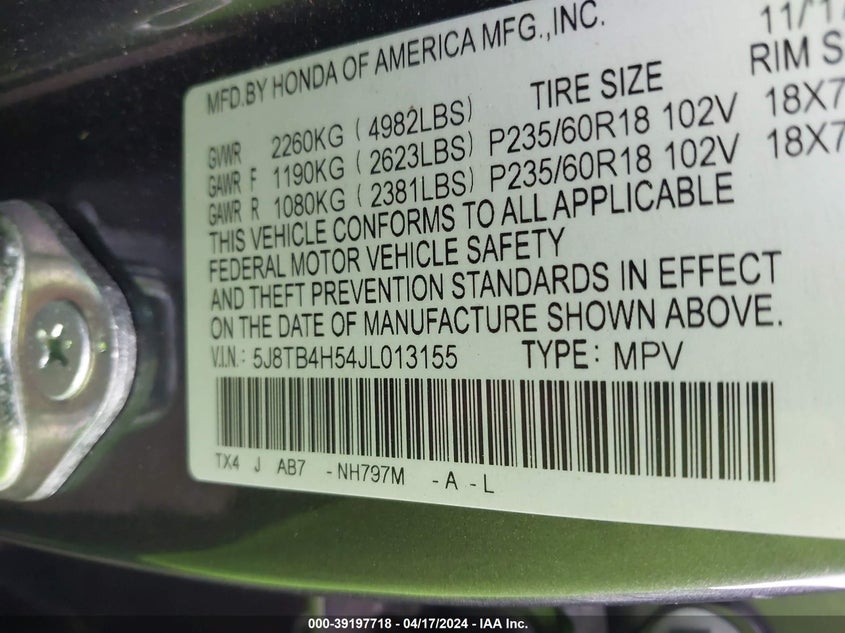 MFD.BY HONDA OF AMERICA MFG.,INC. 11/
TIRE SIZE RIM S
GVWR 2260KG ( 4982LBS)
GAWR F 1190KG ( 2623LBS) P235/60R18 102V 18X7
GAWR R 1080KG ( 2381LBS) P235/60R18 102V 18X7
THIS VEHICLE CONFORMS TO ALL APPLICABLE
FEDERAL MOTOR VEHICLE SAFETY
AND THEFT PREVENTION STANDARDS IN EFFECT
ON THE DATE OF MANUFACTURE SHOWN ABOVE.
V.I.N.: 5J8TB4H54JL013155 TYPE: MPV
TX4 J AB7 -NH797M -A -L
000-39197718 - 04/17/2024 - IAA Inc.